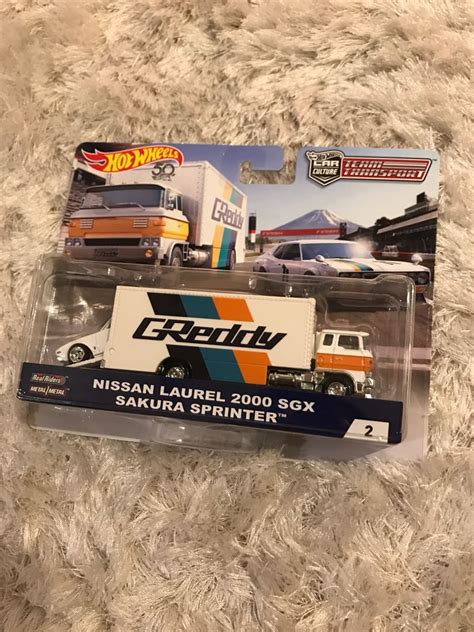 HOT WHEELS
50
CAR
CULTURE
TEAM
TRANSPORT
GReddy
GReddy
Real Riders
METAL/METAL
NISSAN LAUREL 2000 SGX
SAKURA SPRINTER™
2